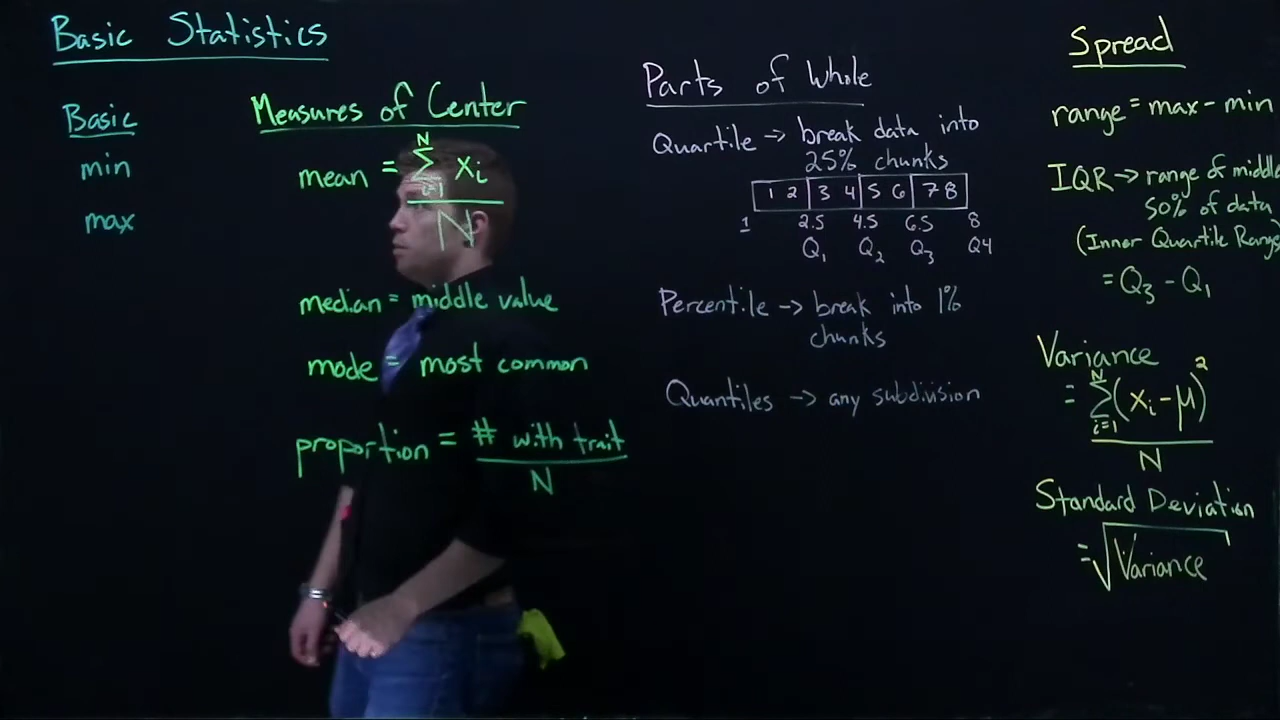 Basic Statistics
Basic
min
max
Measures of Center
mean = N Σ i=1 xi / N
median = middle value
mode = most common
proportion = # with trait / N
Parts of Whole
Quartile → break data into
25% chunks
1 2 3 4 5 6 7 8
1 2.5 4.5 6.5 8
Q1 Q2 Q3 Q4
Percentile → break into 1%
chunks
Quantiles → any subdivision
Spread
range = max - min
IQR → range of middle
50% of data
(Inner Quartile Range
= Q3 - Q1
Variance
= N Σ i=1 (xi - μ)² / N
Standard Deviation
= √Variance